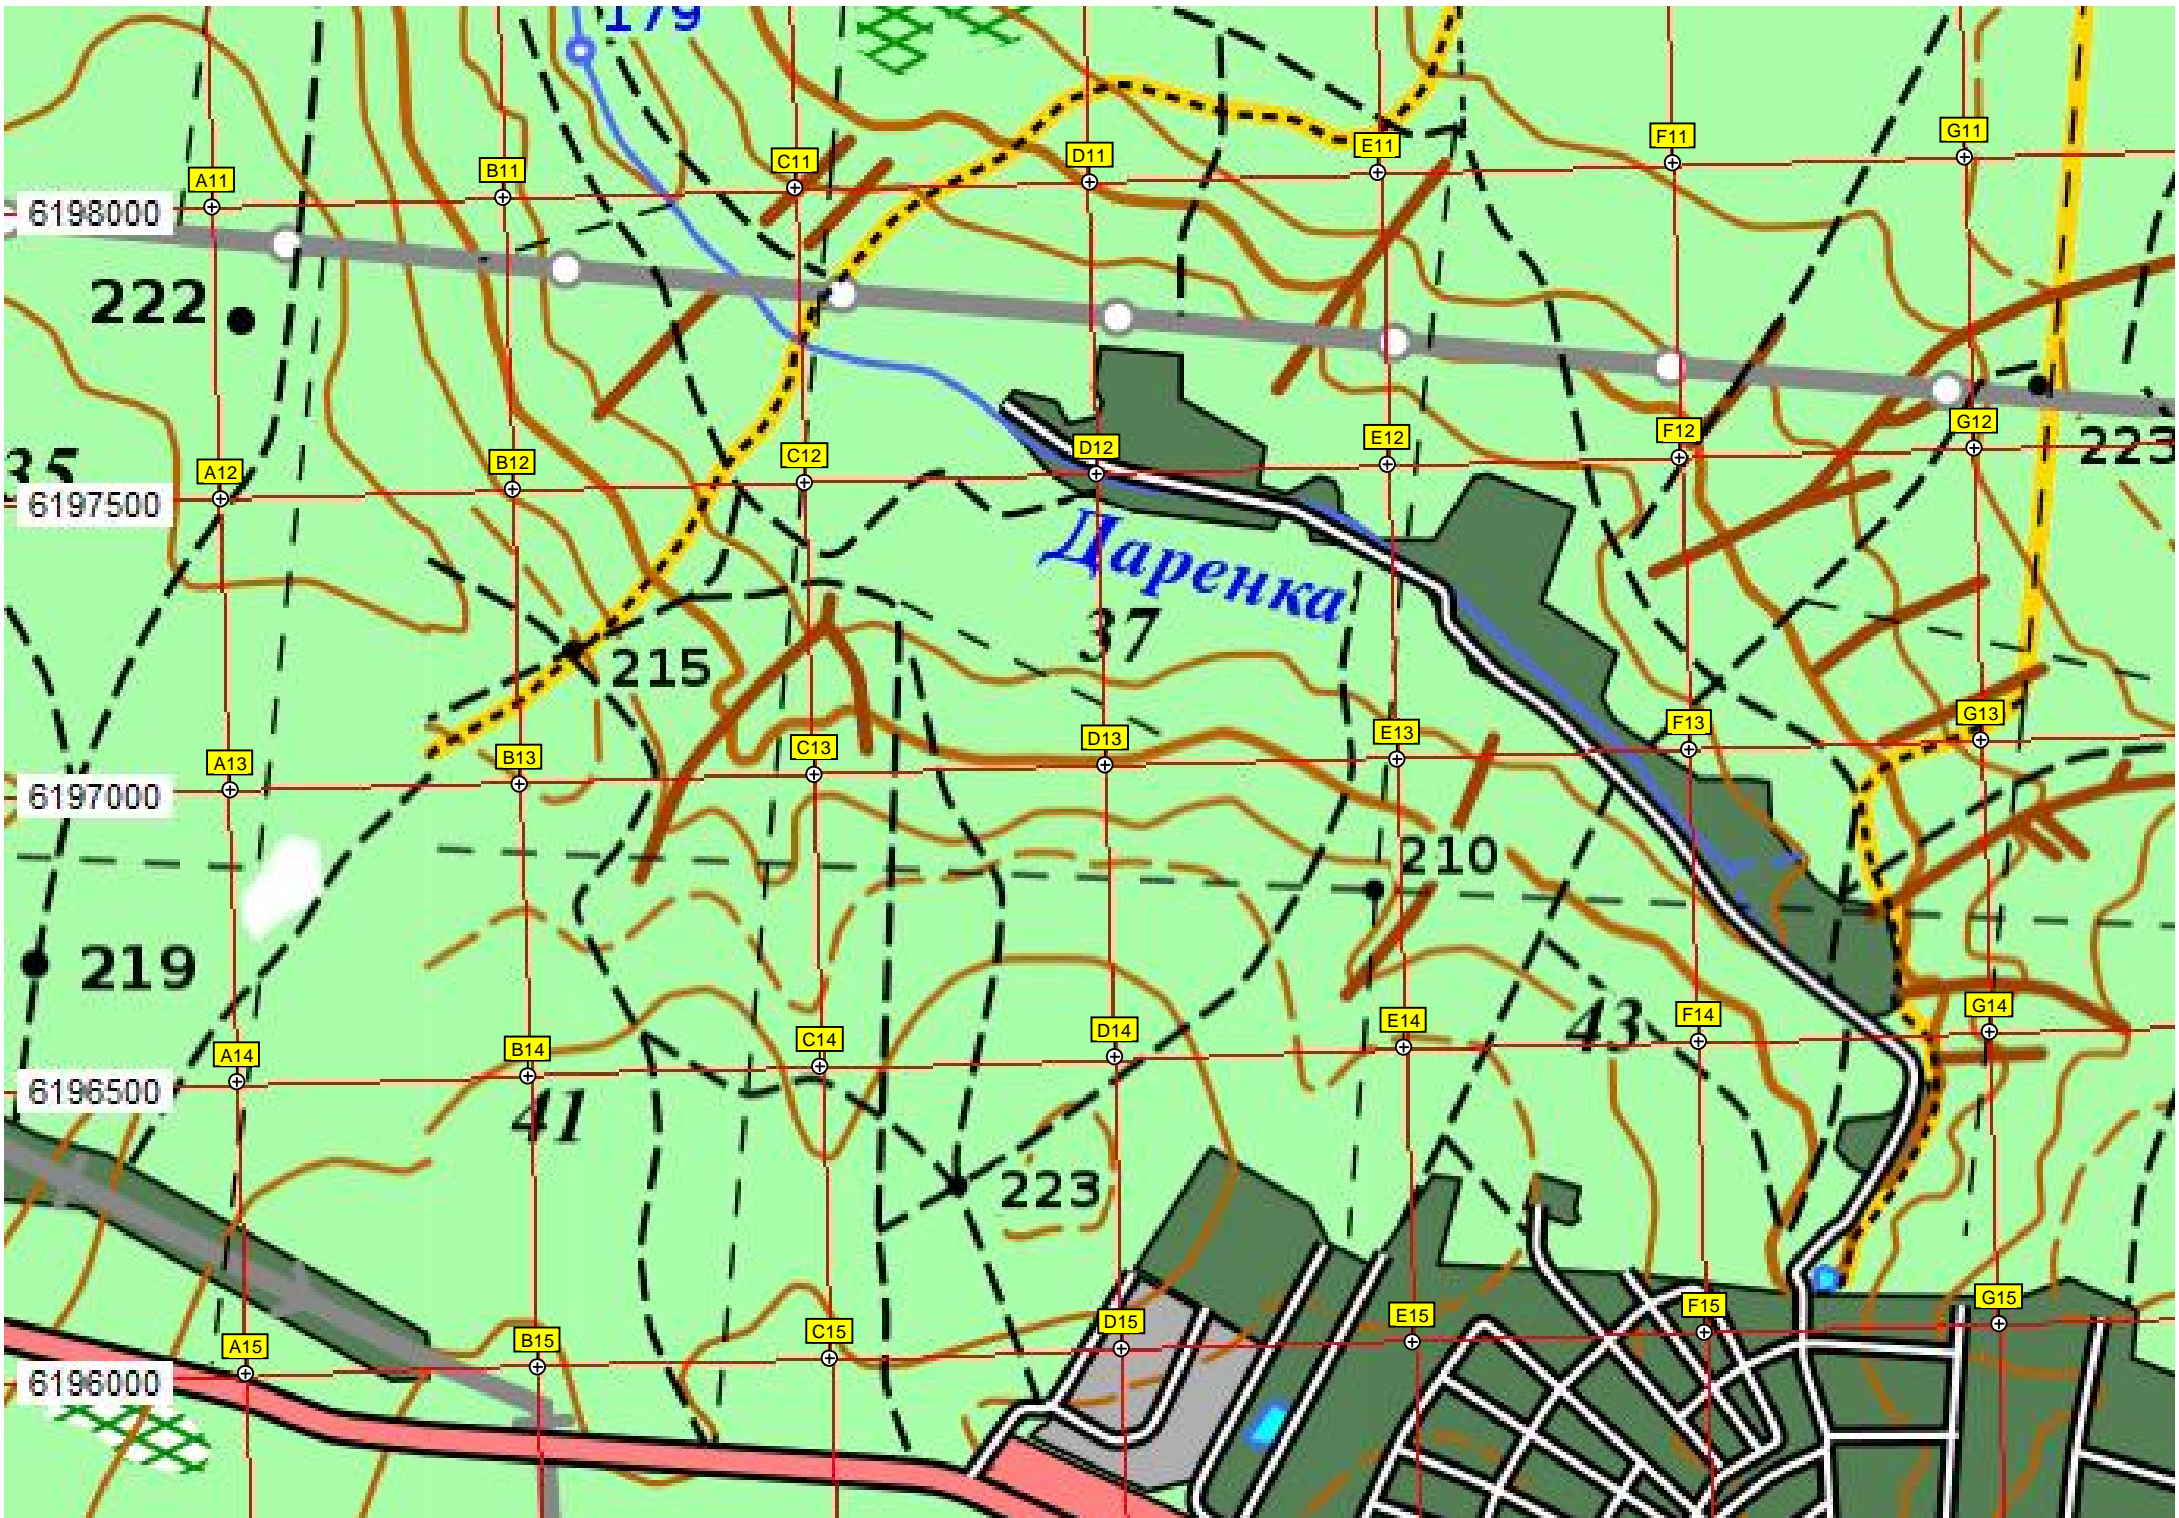 179
A11 B11 C11 D11 E11 F11 G11
6198000
222
A12 B12 C12 D12 E12 F12 G12
35
223
6197500
Даренка
37
215
A13 B13 C13 D13 E13 F13 G13
6197000
210
219
43
A14 B14 C14 D14 E14 F14 G14
6196500
41
223
A15 B15 C15 D15 E15 F15 G15
6196000